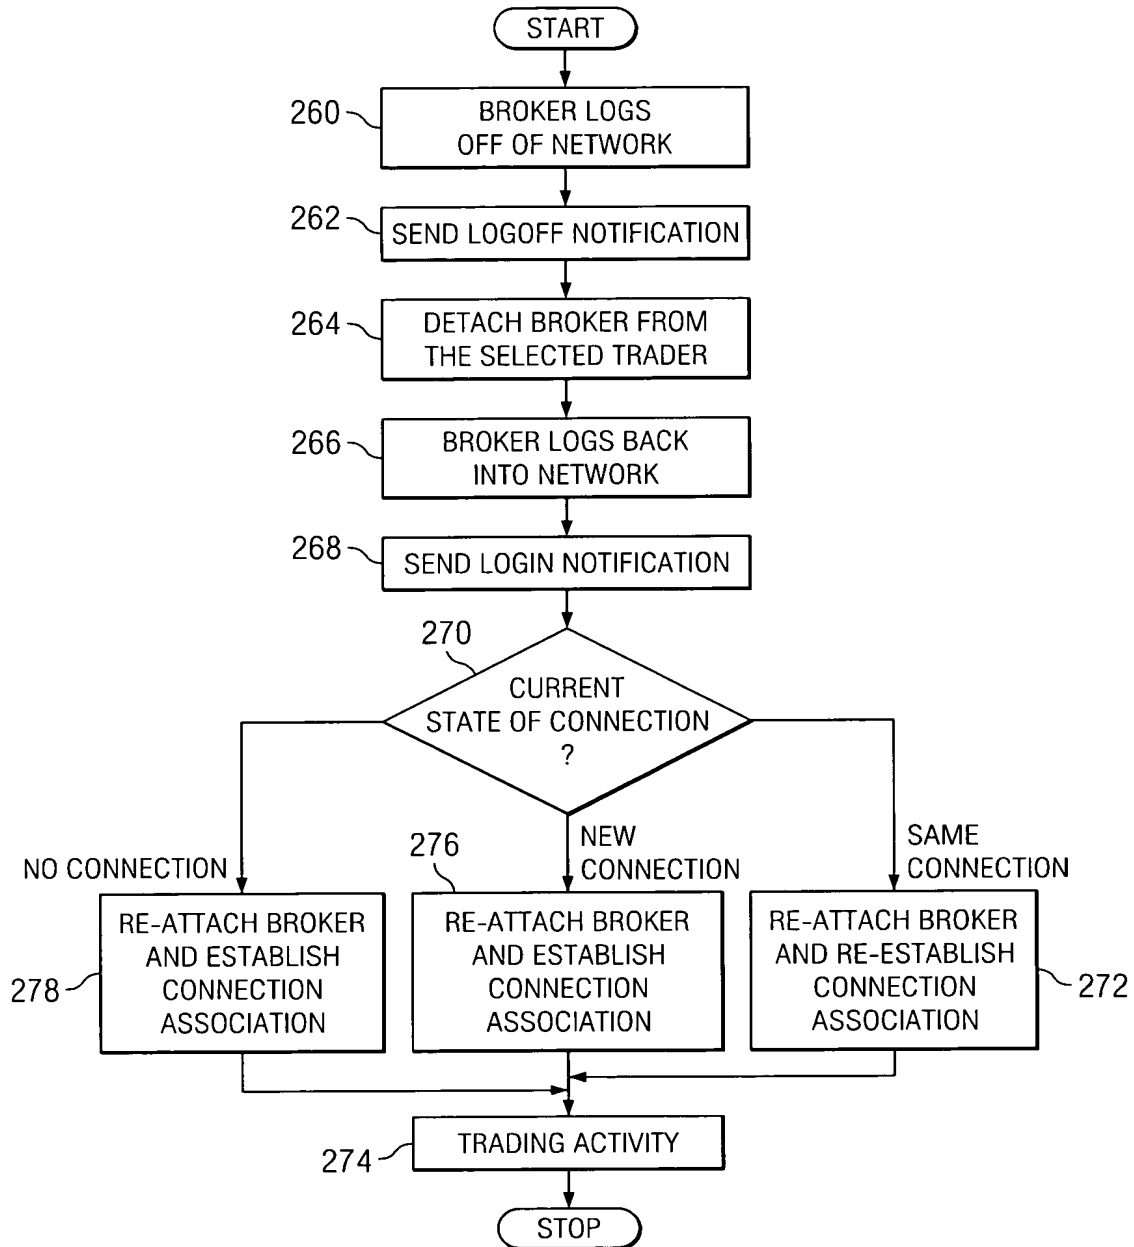 START
260
BROKER LOGS
OFF OF NETWORK
262
SEND LOGOFF NOTIFICATION
264
DETACH BROKER FROM
THE SELECTED TRADER
266
BROKER LOGS BACK
INTO NETWORK
268
SEND LOGIN NOTIFICATION
270
CURRENT
STATE OF CONNECTION
?
NO CONNECTION
276
NEW
CONNECTION
SAME
CONNECTION
278
RE-ATTACH BROKER
AND ESTABLISH
CONNECTION
ASSOCIATION
RE-ATTACH BROKER
AND ESTABLISH
CONNECTION
ASSOCIATION
RE-ATTACH BROKER
AND RE-ESTABLISH
CONNECTION
ASSOCIATION
272
274
TRADING ACTIVITY
STOP